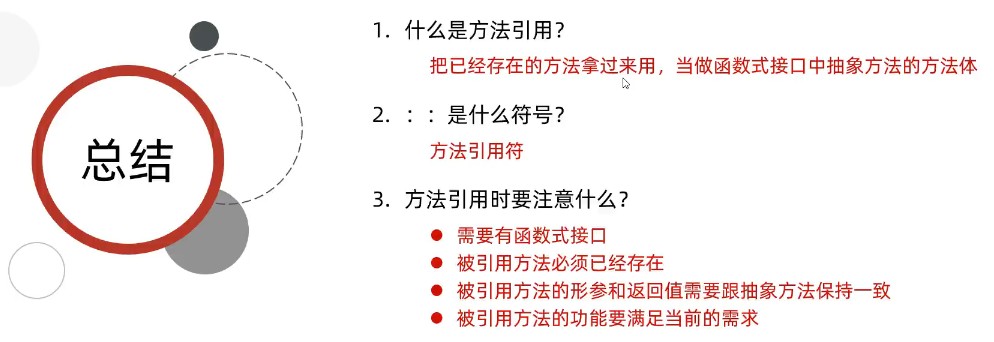 总结
1. 什么是方法引用？
把已经存在的方法拿过来用，当做函数式接口中抽象方法的方法体
2. ：：是什么符号？
方法引用符
3. 方法引用时要注意什么？
● 需要有函数式接口
● 被引用方法必须已经存在
● 被引用方法的形参和返回值需要跟抽象方法保持一致
● 被引用方法的功能要满足当前的需求